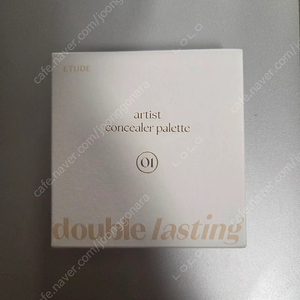 ETUDE
artist
concealer palette
01
double lasting
cafe.naver.com/joonggonara
L.O.L.O